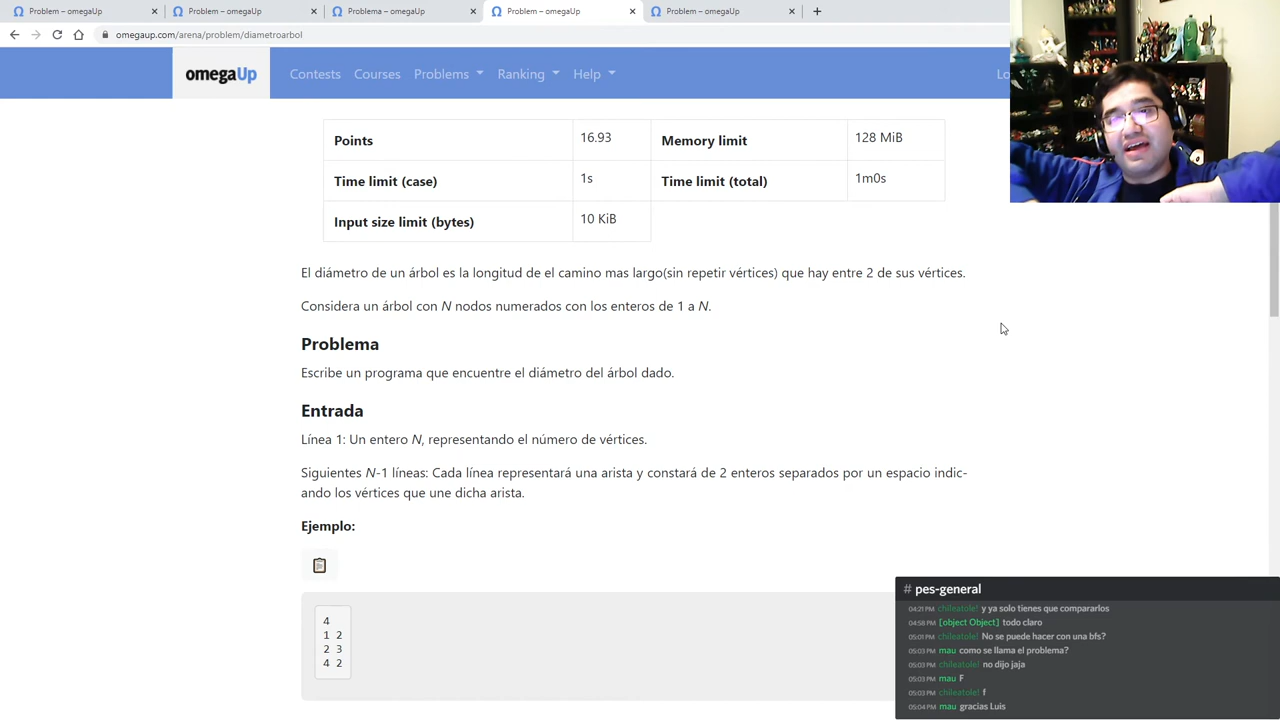 Problem – omegaUp
Problem – omegaUp
Problema – omegaUp
Problem – omegaUp
Problem – omegaUp
omegaup.com/arena/problem/diametroarbol
omegaUp
Contests
Courses
Problems
Ranking
Help
Lo
Points 16.93 Memory limit 128 MiB
Time limit (case) 1s Time limit (total) 1m0s
Input size limit (bytes) 10 KiB
El diámetro de un árbol es la longitud de el camino mas largo(sin repetir vértices) que hay entre 2 de sus vértices.
Considera un árbol con N nodos numerados con los enteros de 1 a N.
Problema
Escribe un programa que encuentre el diámetro del árbol dado.
Entrada
Línea 1: Un entero N, representando el número de vértices.
Siguientes N-1 líneas: Cada línea representará una arista y constará de 2 enteros separados por un espacio indic-
ando los vértices que une dicha arista.
Ejemplo:
4
1 2
2 3
4 2
# pes-general
04:21 PM chileatole! y ya solo tienes que compararlos
04:58 PM [object Object] todo claro
05:01 PM chileatole! No se puede hacer con una bfs?
05:03 PM mau como se llama el problema?
05:03 PM chileatole! no dijo jaja
05:03 PM mau F
05:03 PM chileatole! f
05:04 PM mau gracias Luis